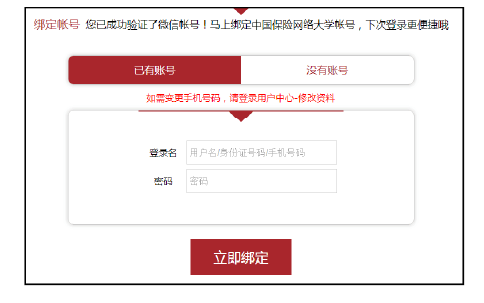 绑定帐号 您已成功验证了微信帐号！马上绑定中国保险网络大学帐号，下次登录更便捷哦
已有账号 没有账号
如需变更手机号码，请登录用户中心-修改资料
登录名 用户名/身份证号码/手机号码
密码 密码
立即绑定